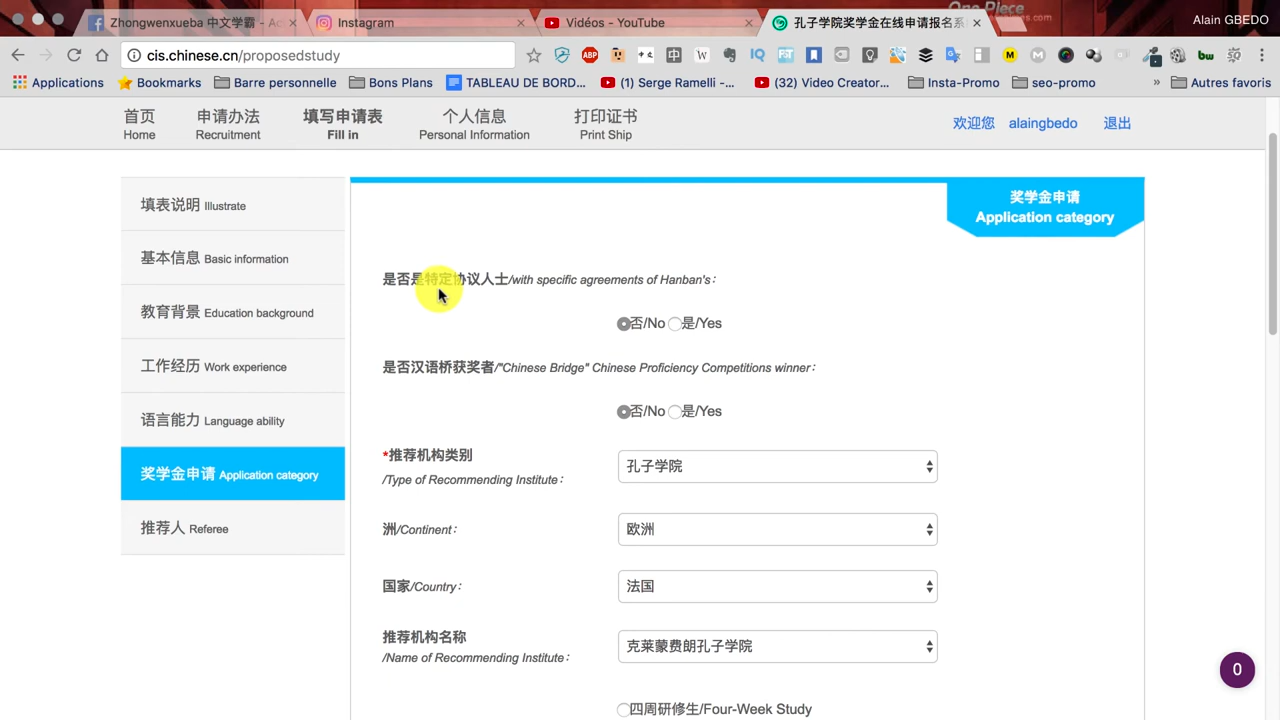 Zhongwenxueba 中文学霸 - Ac
Instagram
Vidéos - YouTube
孔子学院奖学金在线申请报名系
One Piece
Alain GBEDO
cis.chinese.cn/proposedstudy
Applications
Bookmarks
Barre personnelle
Bons Plans
TABLEAU DE BORD...
(1) Serge Ramelli -...
(32) Video Creator...
Insta-Promo
seo-promo
»
Autres favoris
首页
Home
申请办法
Recruitment
填写申请表
Fill in
个人信息
Personal Information
打印证书
Print Ship
欢迎您 alaingbedo 退出
填表说明 Illustrate
基本信息 Basic information
教育背景 Education background
工作经历 Work experience
语言能力 Language ability
奖学金申请 Application category
推荐人 Referee
奖学金申请
Application category
是否是特定协议人士/with specific agreements of Hanban's:
否/No 是/Yes
是否汉语桥获奖者/"Chinese Bridge" Chinese Proficiency Competitions winner:
否/No 是/Yes
*推荐机构类别
/Type of Recommending Institute:
孔子学院
洲/Continent:
欧洲
国家/Country:
法国
推荐机构名称
/Name of Recommending Institute:
克莱蒙费朗孔子学院
四周研修生/Four-Week Study
0